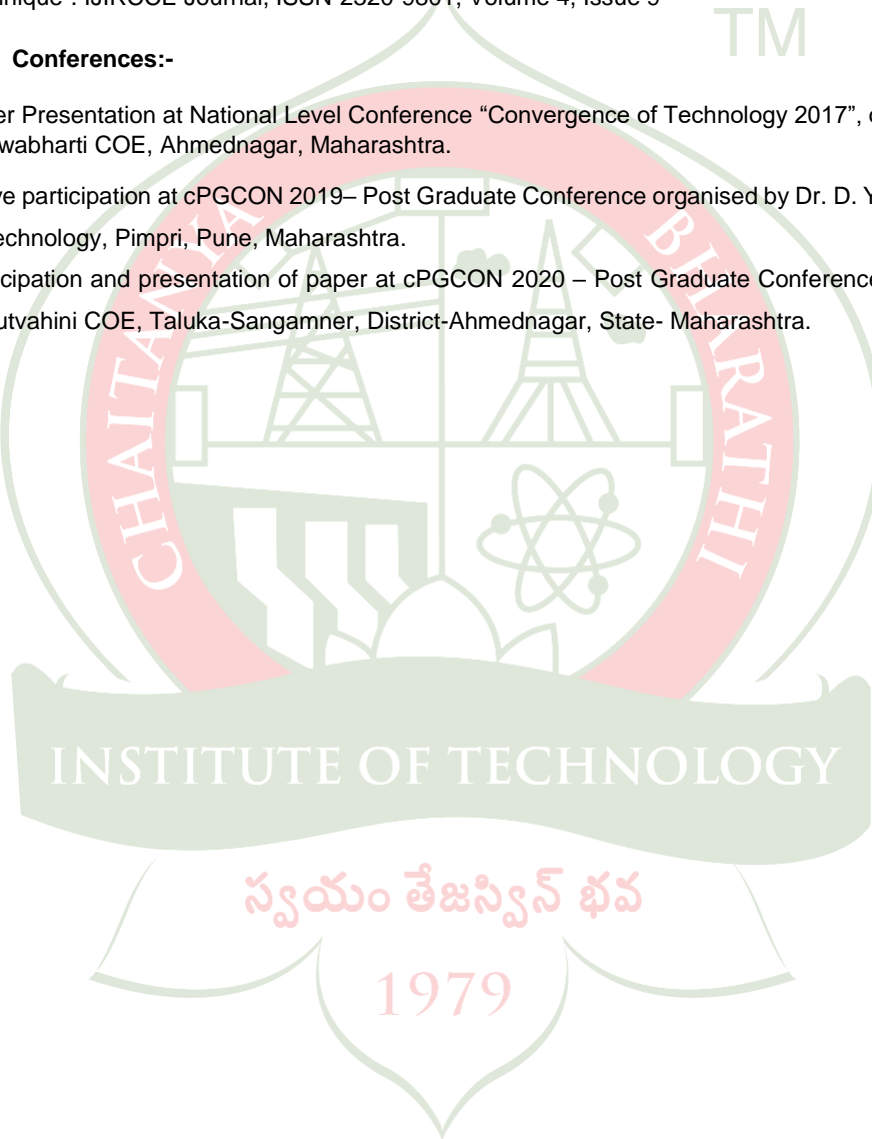 nique". IJIRCCE Journal, ISSN 2320-9801, Volume 4, Issue 9
TM
Conferences:-
er Presentation at National Level Conference “Convergence of Technology 2017”, o
wabharti COE, Ahmednagar, Maharashtra.
ve participation at cPGCON 2019– Post Graduate Conference organised by Dr. D. Y
echnology, Pimpri, Pune, Maharashtra.
cipation and presentation of paper at cPGCON 2020 – Post Graduate Conference
utvahini COE, Taluka-Sangamner, District-Ahmednagar, State- Maharashtra.
CHAITANYA BHARATHI
INSTITUTE OF TECHNOLOGY
స్వయం తేజస్విన్ భవ
1979